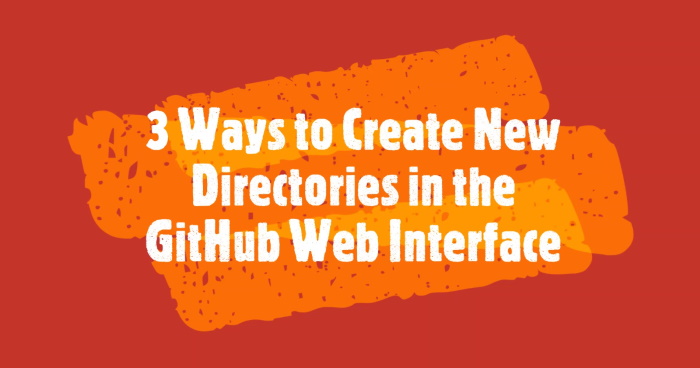 3 Ways to Create New
Directories in the
GitHub Web Interface